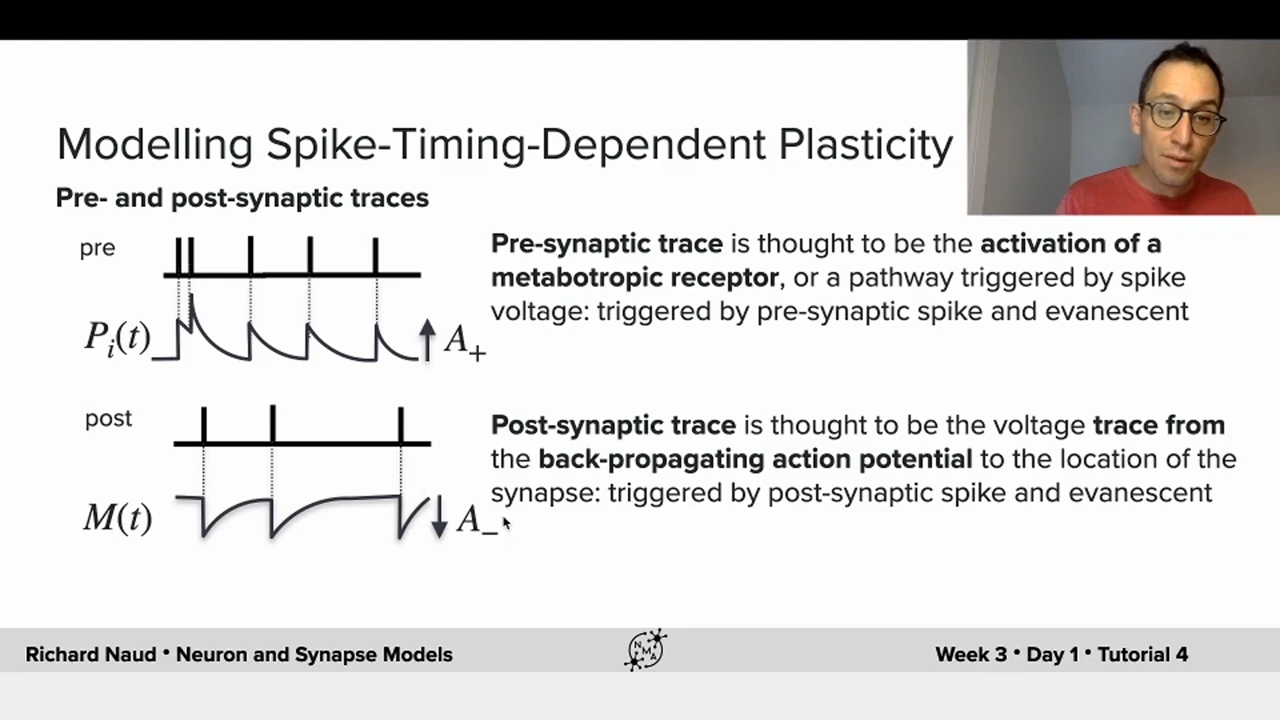 Modelling Spike-Timing-Dependent Plasticity
Pre- and post-synaptic traces
pre
P_i(t)
A_+
Pre-synaptic trace is thought to be the activation of a
metabotropic receptor, or a pathway triggered by spike
voltage: triggered by pre-synaptic spike and evanescent
post
M(t)
A_−
Post-synaptic trace is thought to be the voltage trace from
the back-propagating action potential to the location of the
synapse: triggered by post-synaptic spike and evanescent
Richard Naud • Neuron and Synapse Models
NMA
Week 3 • Day 1 • Tutorial 4